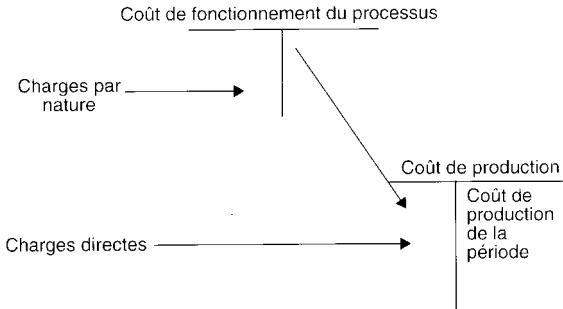 Coût de fonctionnement du processus
Charges par
nature
Coût de production
Coût de
production
de la
période
Charges directes